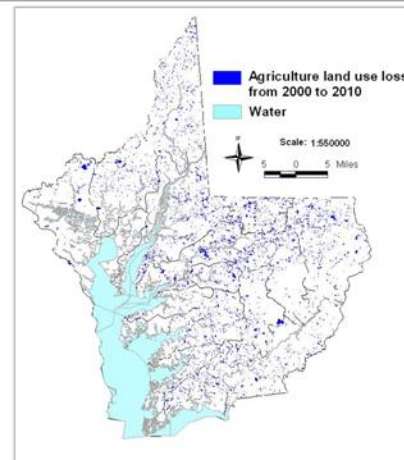 Agriculture land use loss
from 2000 to 2010
Water
Scale: 1:550000
5 0 5 Miles